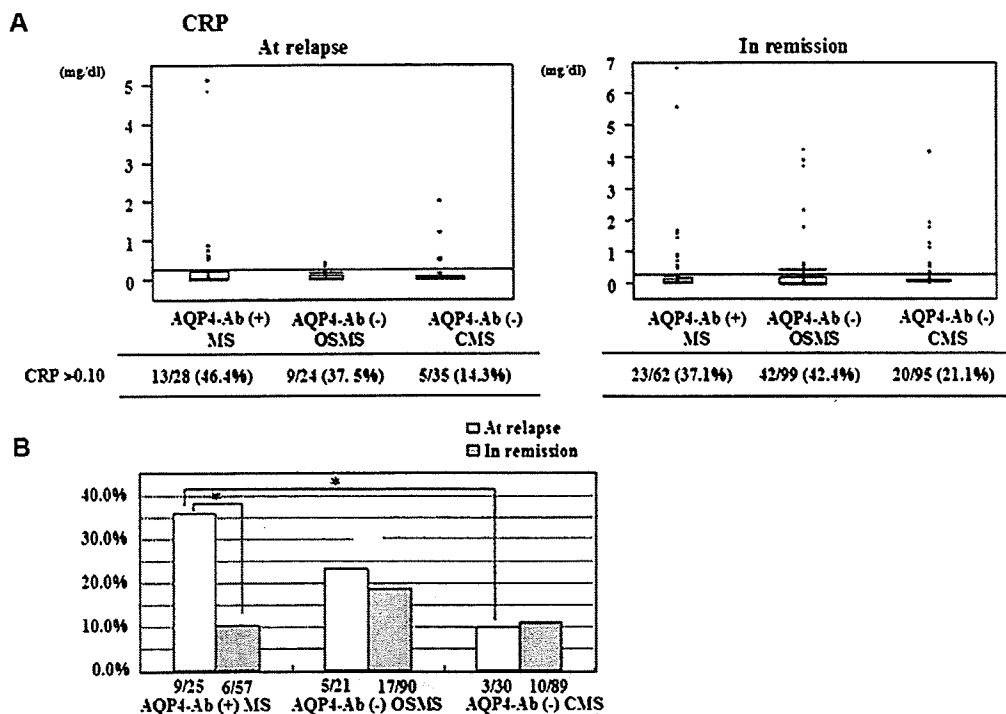 A
CRP
At relapse
In remission
(mg/dl)
5
4
3
2
1
0
(mg/dl)
7
6
5
4
3
2
1
0
AQP4-Ab (+) MS
AQP4-Ab (-) OSMS
AQP4-Ab (-) CMS
AQP4-Ab (+) MS
AQP4-Ab (-) OSMS
AQP4-Ab (-) CMS
CRP >0.10
13/28 (46.4%)
9/24 (37.5%)
5/35 (14.3%)
23/62 (37.1%)
42/99 (42.4%)
20/95 (21.1%)
At relapse
In remission
B
40.0%
30.0%
20.0%
10.0%
0.0%
*
*
9/25
6/57
5/21
17/90
3/30
10/89
AQP4-Ab (+) MS
AQP4-Ab (-) OSMS
AQP4-Ab (-) CMS